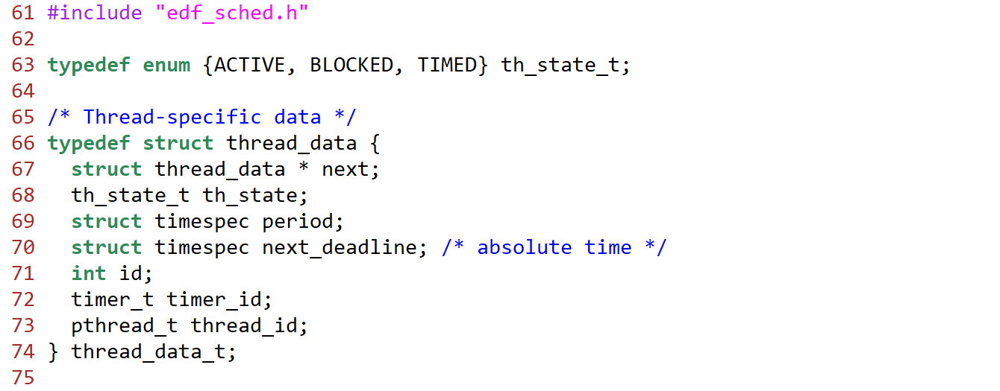 61 #include "edf_sched.h"
62
63 typedef enum {ACTIVE, BLOCKED, TIMED} th_state_t;
64
65 /* Thread-specific data */
66 typedef struct thread_data {
67   struct thread_data * next;
68   th_state_t th_state;
69   struct timespec period;
70   struct timespec next_deadline; /* absolute time */
71   int id;
72   timer_t timer_id;
73   pthread_t thread_id;
74 } thread_data_t;
75